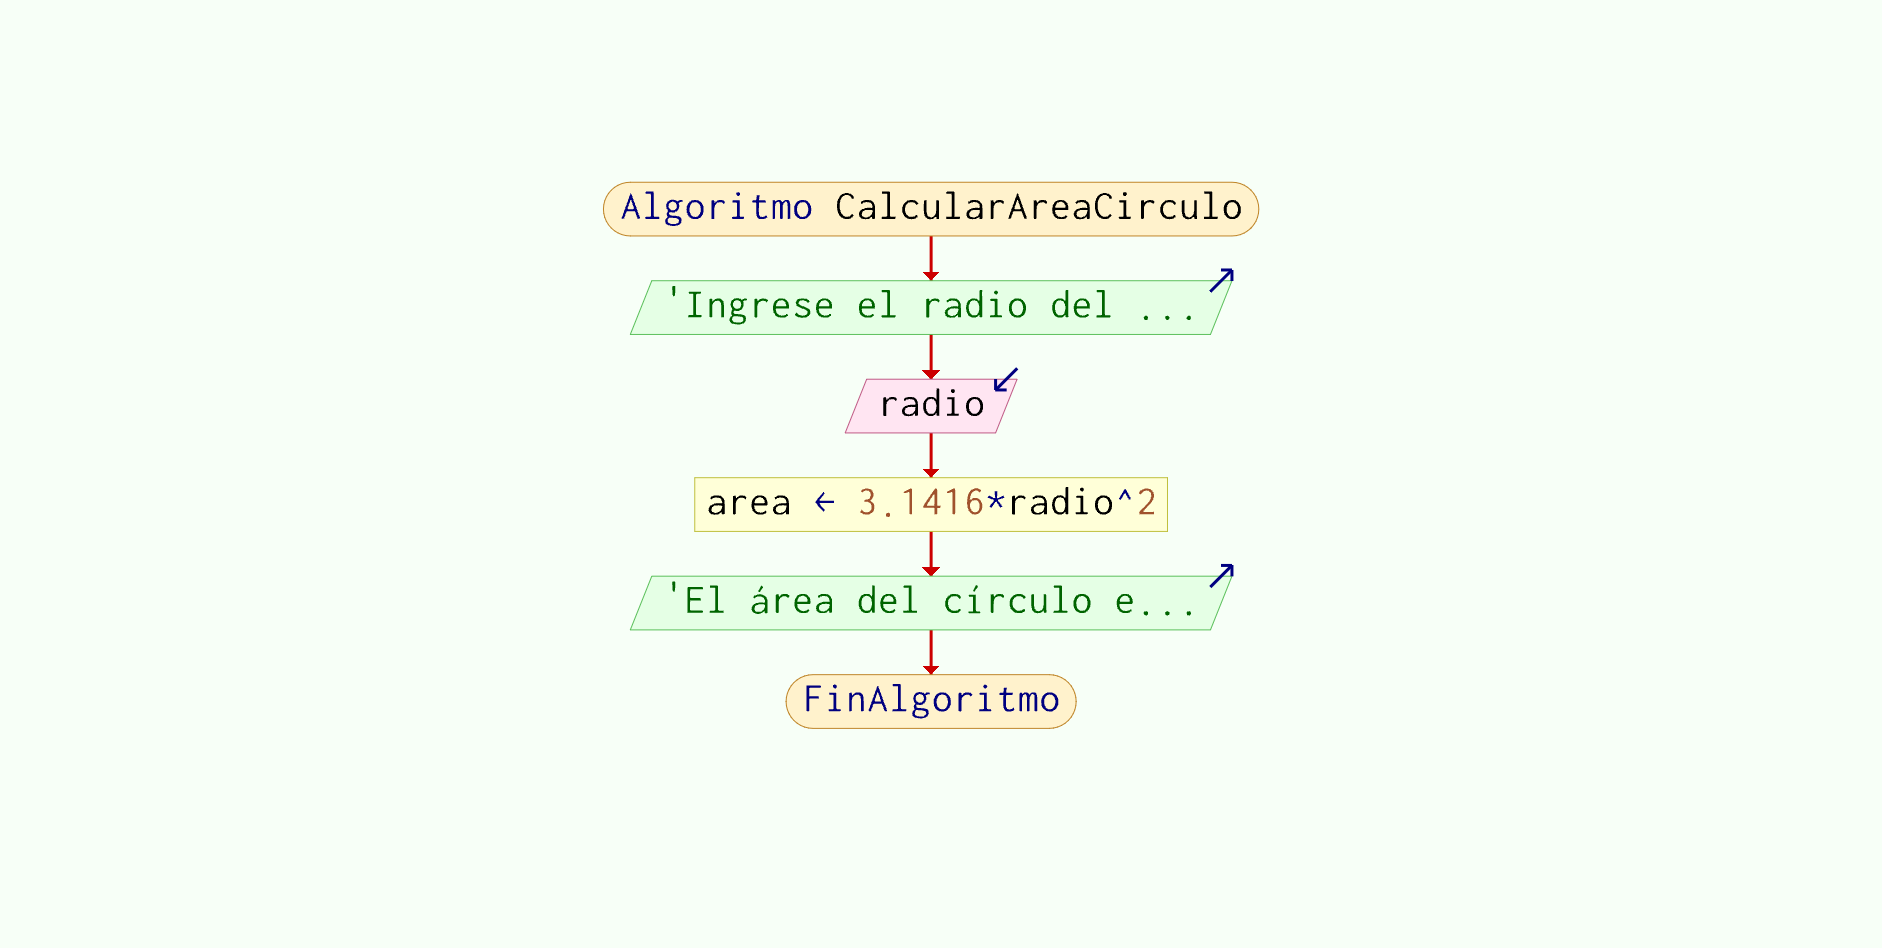 Algoritmo CalcularAreaCirculo
'Ingrese el radio del ...
radio
area ← 3.1416*radio^2
'El área del círculo e...
FinAlgoritmo